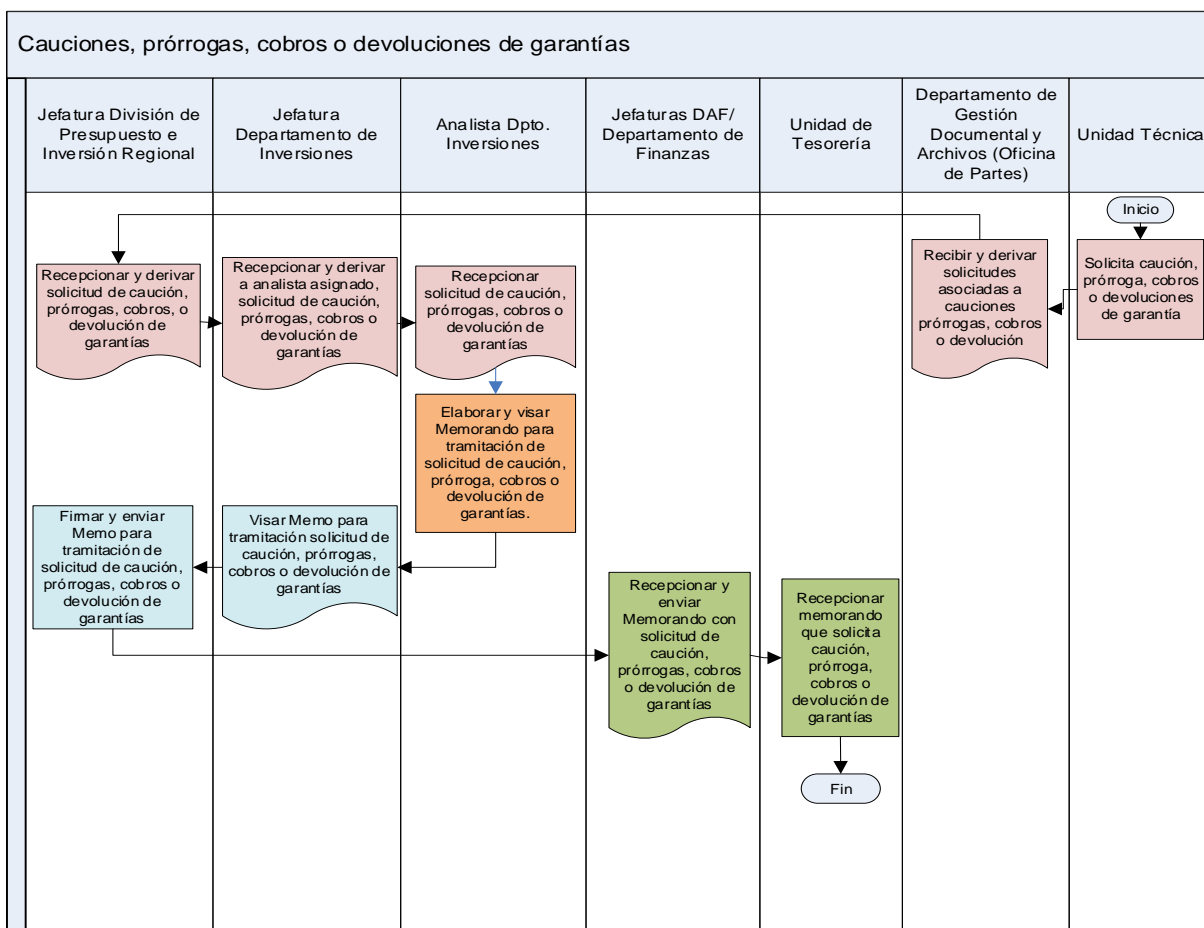 Cauciones, prórrogas, cobros o devoluciones de garantías
Jefatura División de
Presupuesto e
Inversión Regional
Jefatura
Departamento de
Inversiones
Analista Dpto.
Inversiones
Jefaturas DAF/
Departamento de
Finanzas
Unidad de
Tesorería
Departamento de
Gestión
Documental y
Archivos (Oficina
de Partes)
Unidad Técnica
Inicio
Solicita caución,
prórroga, cobros
o devoluciones
de garantía
Recibir y derivar
solicitudes
asociadas a
cauciones
prórrogas, cobros
o devolución
Recepcionar y derivar
solicitud de caución,
prórrogas, cobros, o
devolución de
garantías
Recepcionar y derivar
a analista asignado,
solicitud de caución,
prórrogas, cobros o
devolución de
garantías
Recepcionar
solicitud de caución,
prórrogas, cobros o
devolución de
garantías
Elaborar y visar
Memorando para
tramitación de
solicitud de caución,
prórroga, cobros o
devolución de
garantías.
Visar Memo para
tramitación solicitud de
caución, prórrogas,
cobros o devolución de
garantías
Firmar y enviar
Memo para
tramitación de
solicitud de caución,
prórrogas, cobros o
devolución de
garantías
Recepcionar y
enviar
Memorando con
solicitud de
caución,
prórrogas, cobros
o devolución de
garantías
Recepcionar
memorando
que solicita
caución,
prórroga,
cobros o
devolución de
garantías
Fin